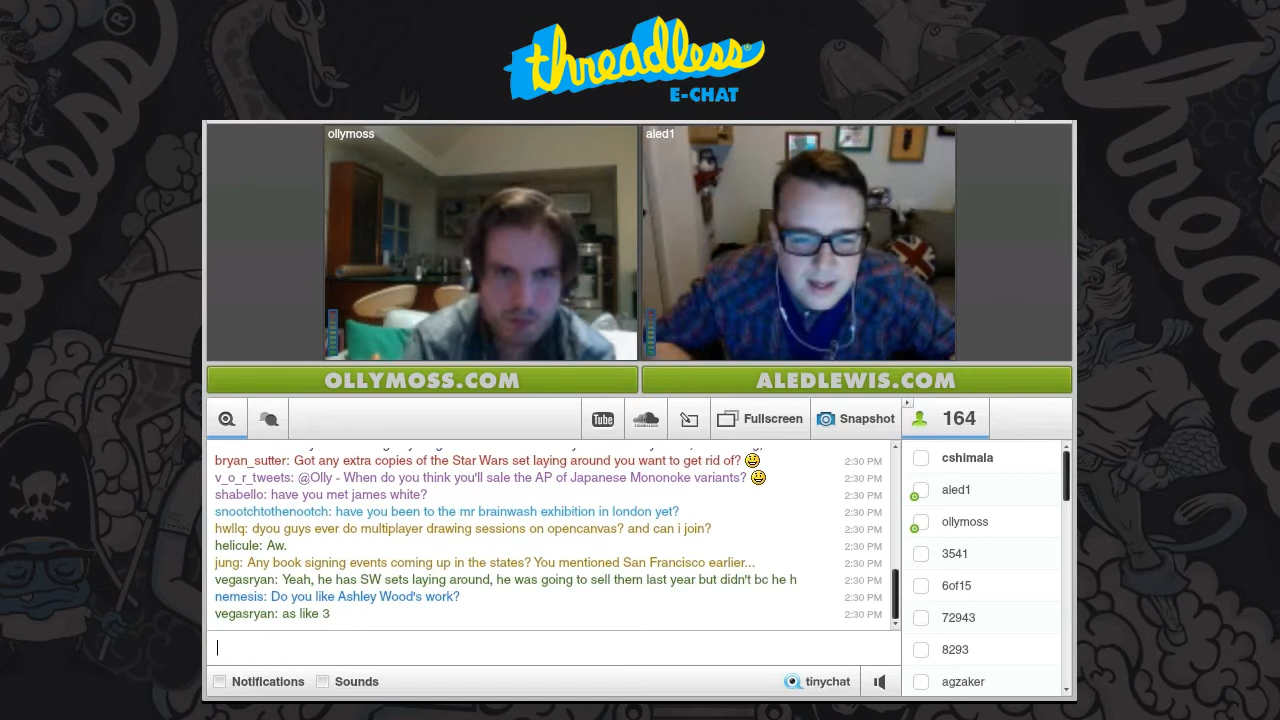 threadless
E-CHAT
ollymoss
aled1
OLLYMOSS.COM
ALEDLEWIS.COM
You Tube
Fullscreen
Snapshot
164
bryan_sutter: Got any extra copies of the Star Wars set laying around you want to get rid of? 2:30 PM
v_o_r_tweets: @Olly - When do you think you'll sale the AP of Japanese Mononoke variants? 2:30 PM
shabello: have you met james white? 2:30 PM
snootchtothenootch: have you been to the mr brainwash exhibition in london yet? 2:30 PM
hwllq: dyou guys ever do multiplayer drawing sessions on opencanvas? and can i join? 2:30 PM
helicule: Aw. 2:30 PM
jung: Any book signing events coming up in the states? You mentioned San Francisco earlier... 2:30 PM
vegasryan: Yeah, he has SW sets laying around, he was going to sell them last year but didn't bc he h 2:30 PM
nemesis: Do you like Ashley Wood's work? 2:30 PM
vegasryan: as like 3 2:30 PM
cshimala
aled1
ollymoss
3541
6of15
72943
8293
agzaker
Notifications
Sounds
tinychat